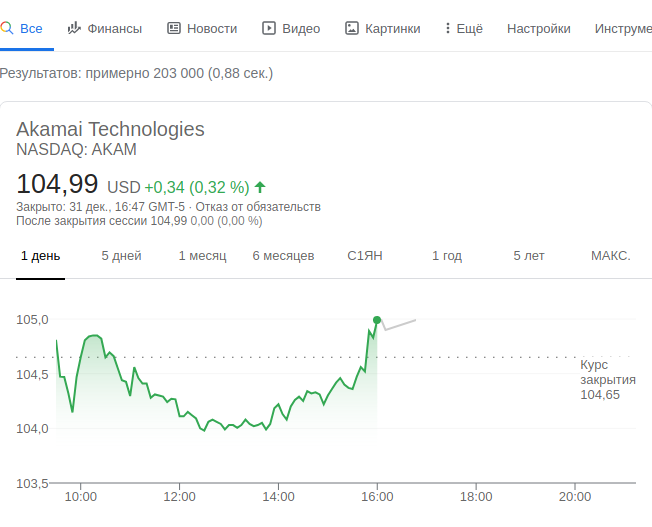 Все Финансы Новости Видео Картинки Ещё Настройки Инструме
Результатов: примерно 203 000 (0,88 сек.)
Akamai Technologies
NASDAQ: AKAM
104,99 USD +0,34 (0,32 %)
Закрыто: 31 дек., 16:47 GMT-5 · Отказ от обязательств
После закрытия сессии 104,99 0,00 (0,00 %)
1 день 5 дней 1 месяц 6 месяцев С1ЯН 1 год 5 лет МАКС.
105,0
Курс
закрытия
104,65
104,5
104,0
103,5
10:00 12:00 14:00 16:00 18:00 20:00